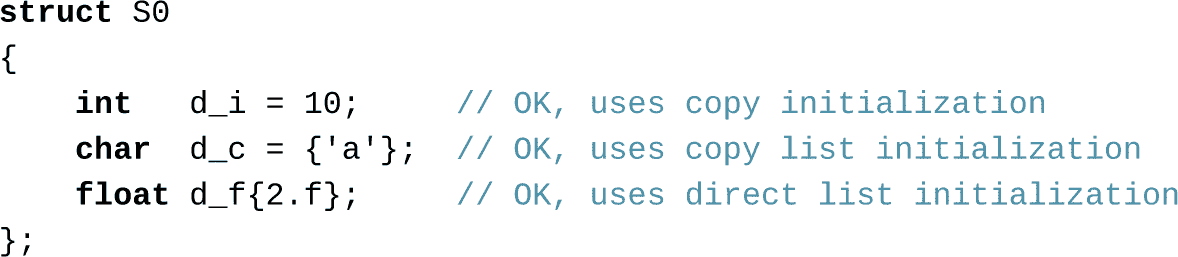 struct S0
{
    int   d_i = 10;      // OK, uses copy initialization
    char  d_c = {'a'};  // OK, uses copy list initialization
    float d_f{2.f};      // OK, uses direct list initialization
};